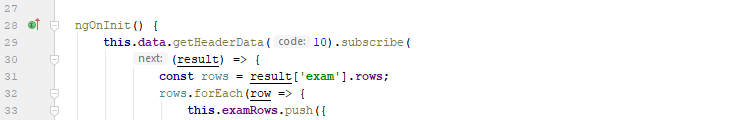 27
28 ngOnInit() {
29 this.data.getHeaderData( code: 10).subscribe(
30 next: (result) => {
31 const rows = result['exam'].rows;
32 rows.forEach(row => {
33 this.examRows.push({